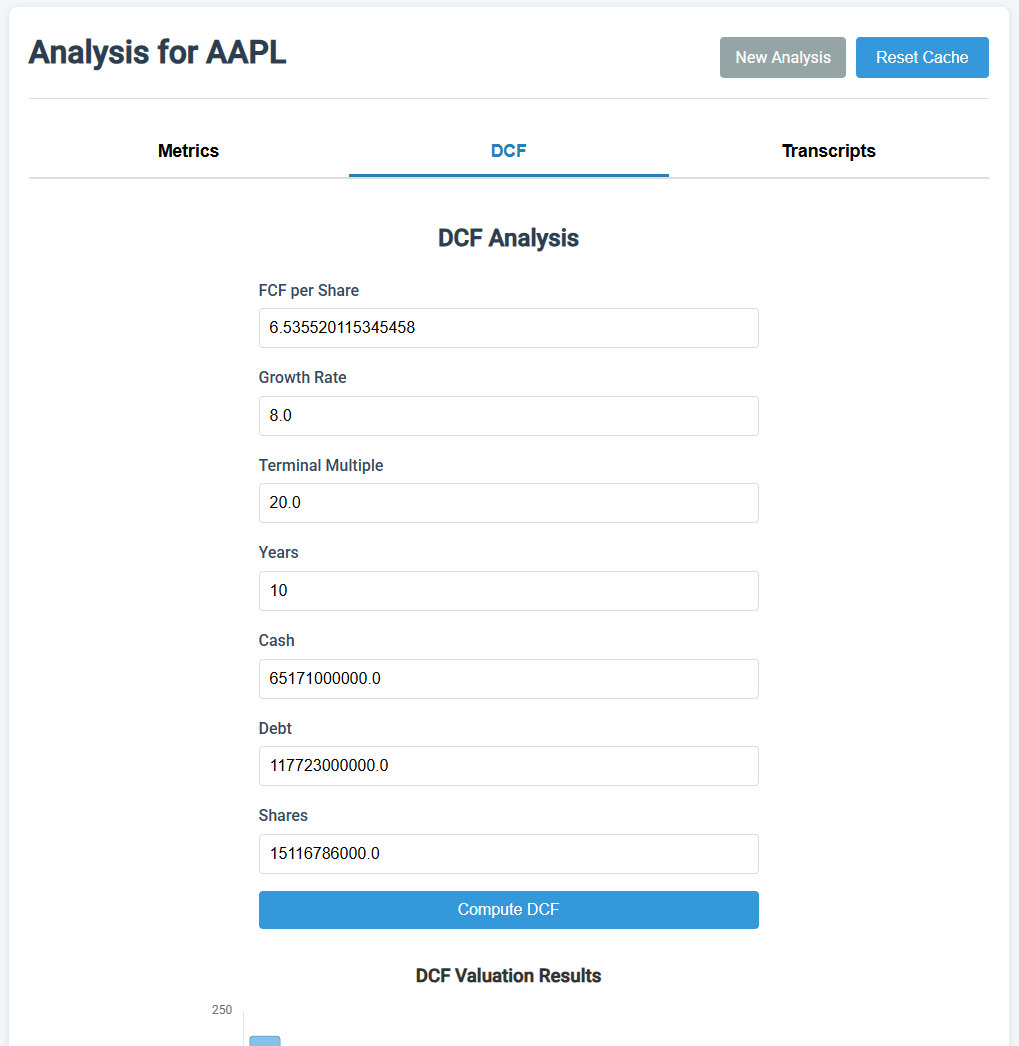 Analysis for AAPL
New Analysis
Reset Cache
Metrics
DCF
Transcripts
DCF Analysis
FCF per Share
6.535520115345458
Growth Rate
8.0
Terminal Multiple
20.0
Years
10
Cash
65171000000.0
Debt
117723000000.0
Shares
15116786000.0
Compute DCF
DCF Valuation Results
250